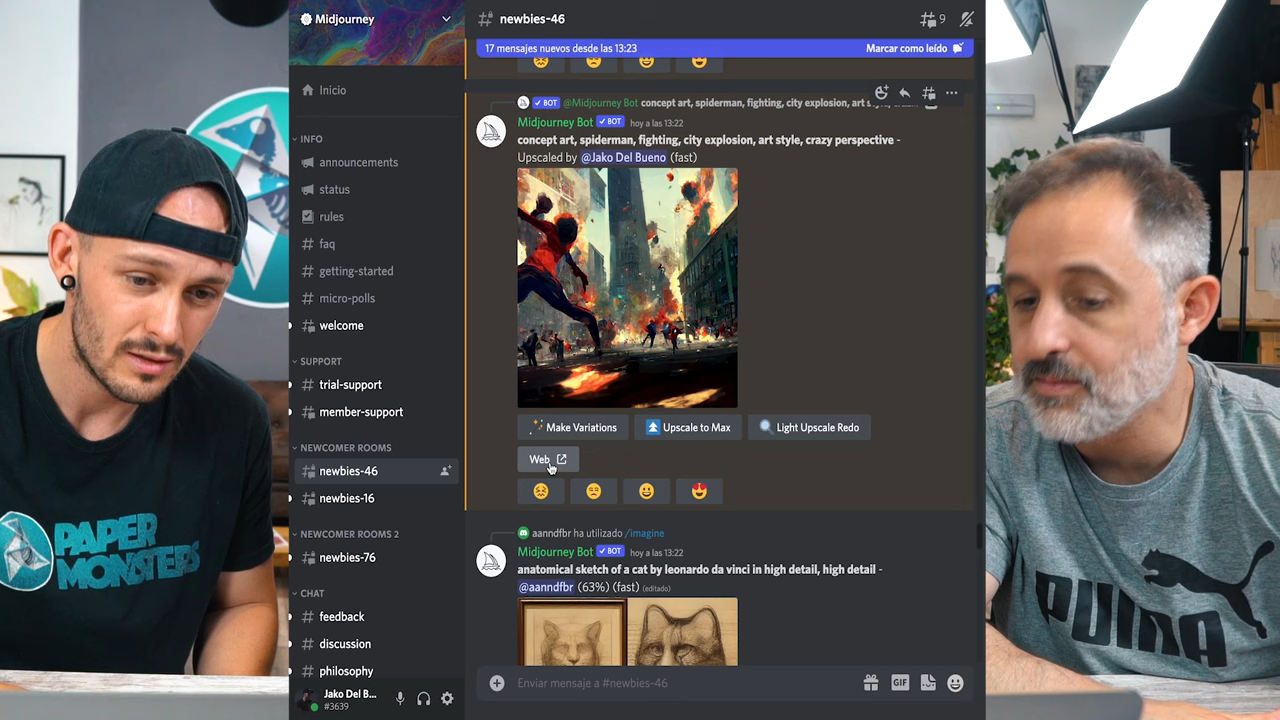 Midjourney
newbies-46
9
17 mensajes nuevos desde las 13:23
Marcar como leído
Inicio
INFO
announcements
status
rules
faq
getting-started
micro-polls
welcome
SUPPORT
trial-support
member-support
NEWCOMER ROOMS
newbies-46
newbies-16
NEWCOMER ROOMS 2
newbies-76
CHAT
feedback
discussion
philosophy
Jako Del B...
#3639
BOT @Midjourney Bot concept art, spiderman, fighting, city explosion,
Midjourney Bot BOT hoy a las 13:22
concept art, spiderman, fighting, city explosion, art style, crazy perspective -
Upscaled by @Jako Del Bueno (fast)
Make Variations
Upscale to Max
Light Upscale Redo
Web
aanndfbr ha utilizado /imagine
Midjourney Bot BOT hoy a las 13:22
anatomical sketch of a cat by leonardo da vinci in high detail, high detail -
@aanndfbr (63%) (fast) (editado)
Enviar mensaje a #newbies-46
GIF
PAPER
MONSTERS
PUMA